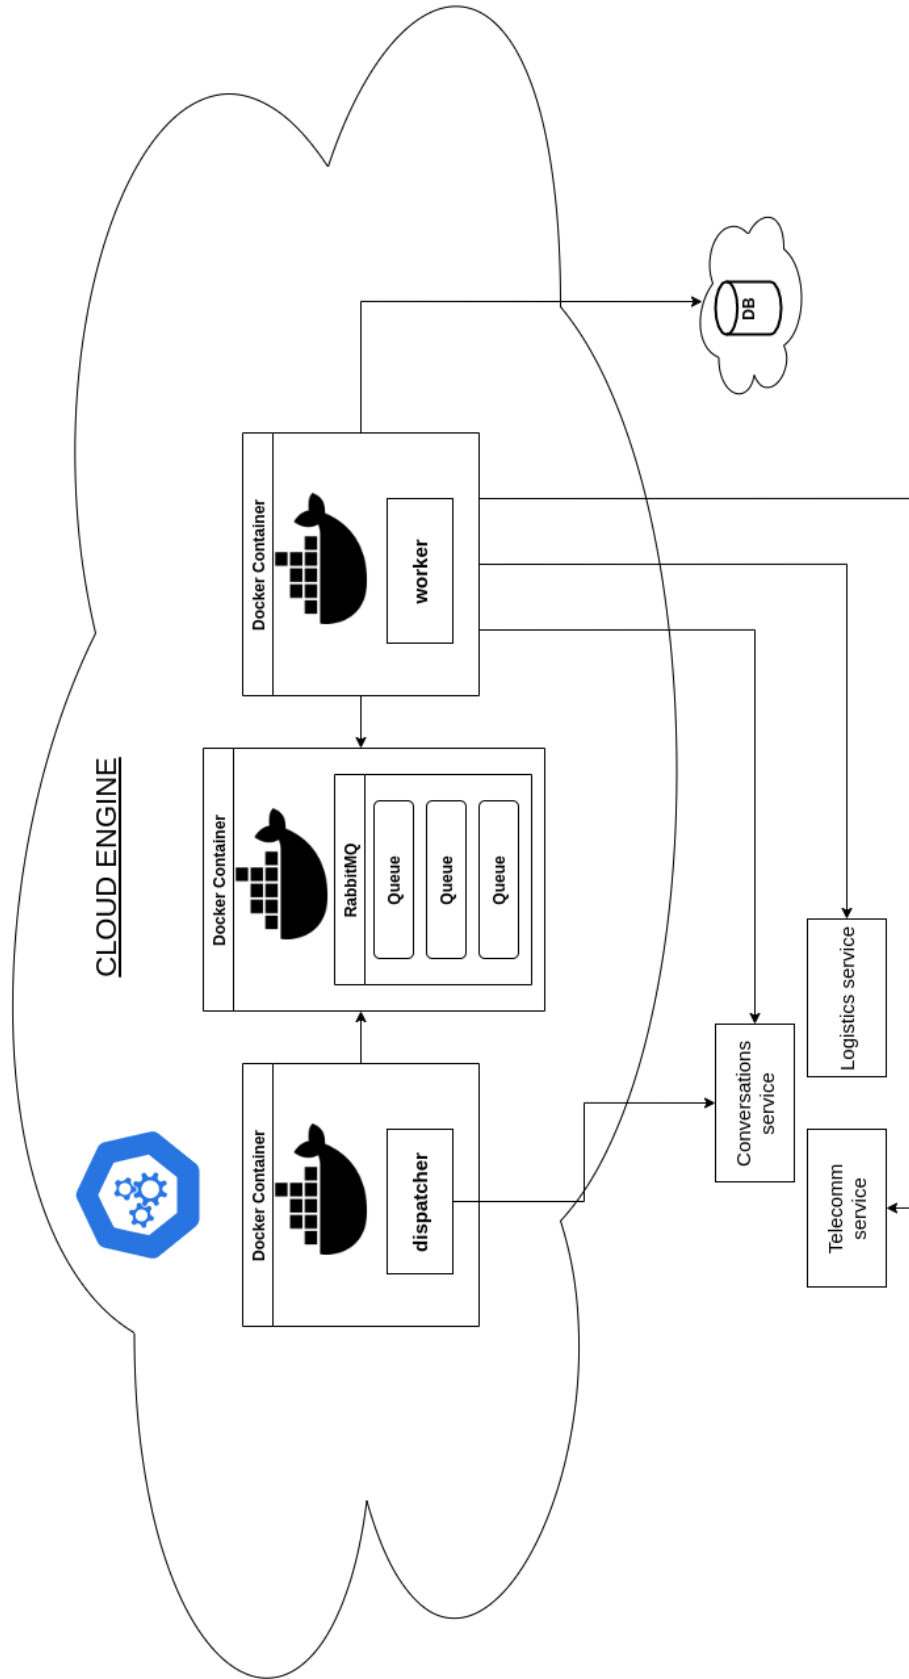 CLOUD ENGINE
Docker Container
dispatcher
Docker Container
RabbitMQ
Queue
Queue
Queue
Docker Container
worker
DB
Conversations
service
Telecomm
service
Logistics service